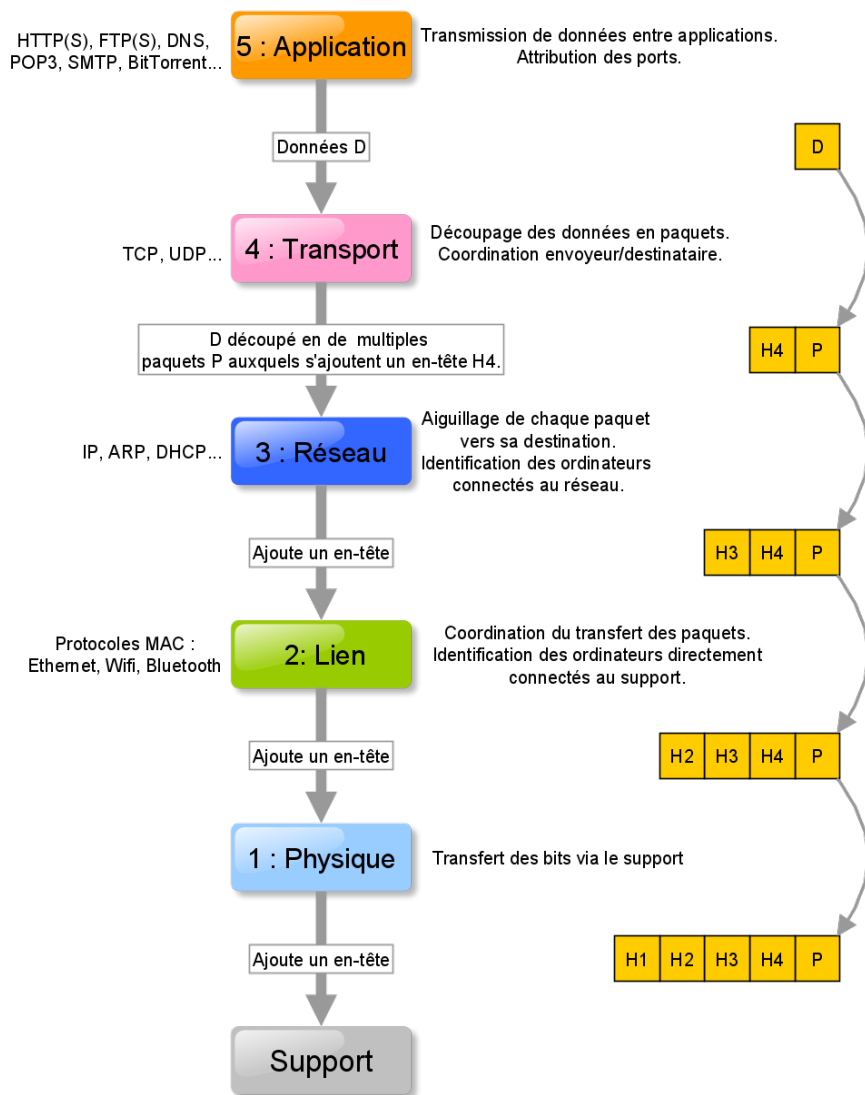 HTTP(S), FTP(S), DNS,
POP3, SMTP, BitTorrent...
5 : Application
Transmission de données entre applications.
Attribution des ports.
Données D
D
TCP, UDP...
4 : Transport
Découpage des données en paquets.
Coordination envoyeur/destinataire.
D découpé en de multiples
paquets P auxquels s'ajoutent un en-tête H4.
H4 P
IP, ARP, DHCP...
3 : Réseau
Aiguillage de chaque paquet
vers sa destination.
Identification des ordinateurs
connectés au réseau.
Ajoute un en-tête
H3 H4 P
Protocoles MAC :
Ethernet, Wifi, Bluetooth
2: Lien
Coordination du transfert des paquets.
Identification des ordinateurs directement
connectés au support.
Ajoute un en-tête
H2 H3 H4 P
1 : Physique
Transfert des bits via le support
Ajoute un en-tête
H1 H2 H3 H4 P
Support